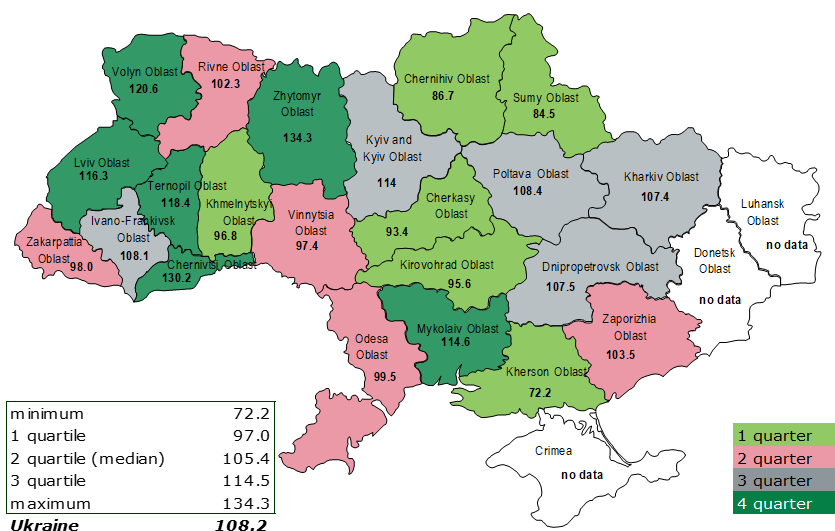 Volyn Oblast
120.6
Rivne Oblast
102.3
Zhytomyr
Oblast
134.3
Chernihiv Oblast
86.7
Sumy Oblast
84.5
Kyiv and
Kyiv Oblast
114
Lviv Oblast
116.3
Ternopil Oblast
118.4
Khmelnytskyi
Oblast
96.8
Vinnytsia
Oblast
97.4
Cherkasy
Oblast
93.4
Poltava Oblast
108.4
Kharkiv Oblast
107.4
Luhansk
Oblast
no data
Zakarpattia
Oblast
98.0
Ivano-Frankivsk
Oblast
108.1
Chernivtsi Oblast
130.2
Kirovohrad Oblast
95.6
Dnipropetrovsk Oblast
107.5
Donetsk
Oblast
no data
Odesa
Oblast
99.5
Mykolaiv Oblast
114.6
Zaporizhia
Oblast
103.5
Kherson Oblast
72.2
Crimea
no data
minimum 72.2
1 quartile 97.0
2 quartile (median) 105.4
3 quartile 114.5
maximum 134.3
Ukraine 108.2
1 quarter
2 quarter
3 quarter
4 quarter